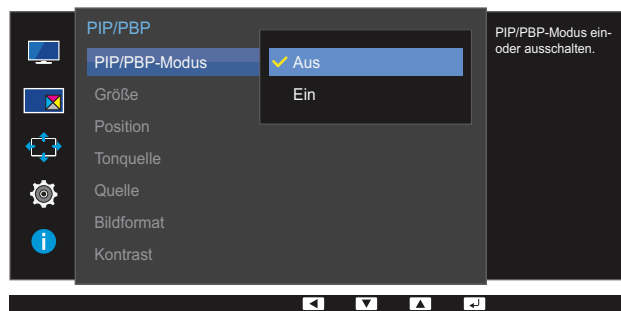 PIP/PBP
PIP/PBP-Modus
Aus
Ein
Größe
Position
Tonquelle
Quelle
Bildformat
Kontrast
PIP/PBP-Modus ein-
oder ausschalten.